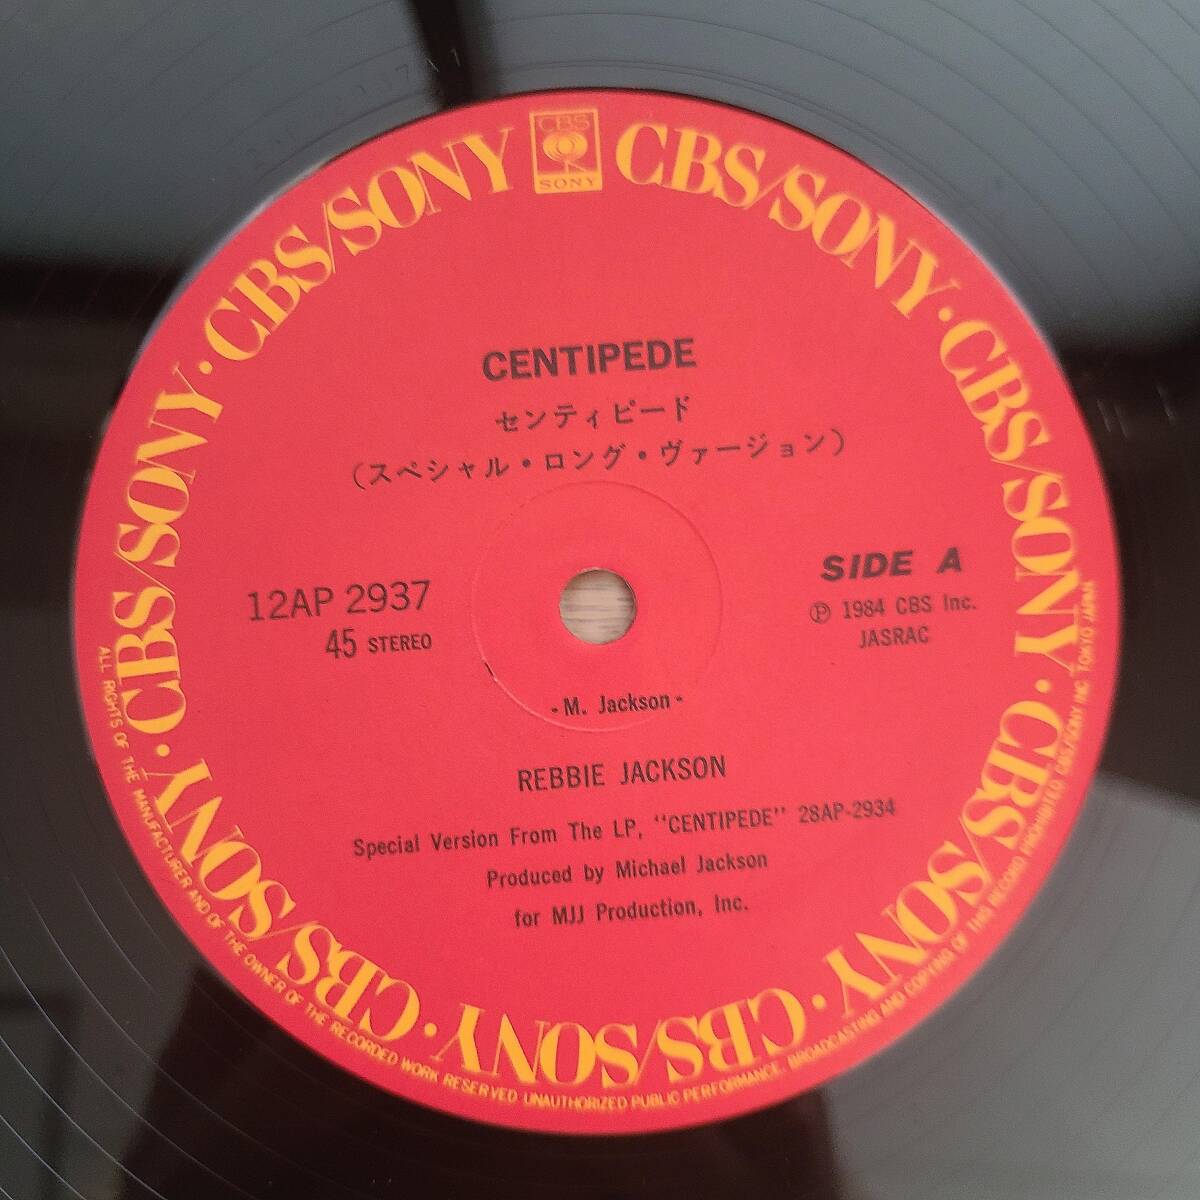 CBS
SONY
CBS/SONY · CBS/SONY · CBS/SONY · CBS/SONY · CBS/SONY · CBS/SONY · CBS/SONY · CBS/SONY
CENTIPEDE
センティピード
(スペシャル・ロング・ヴァージョン)
12AP 2937
45 STEREO
SIDE A
Ⓟ 1984 CBS Inc.
JASRAC
- M. Jackson -
REBBIE JACKSON
Special Version From The LP, "CENTIPEDE" 28AP-2934
Produced by Michael Jackson
for MJJ Production, Inc.
ALL RIGHTS OF THE MANUFACTURER AND OF THE OWNER OF THE RECORDED WORK RESERVED UNAUTHORIZED PUBLIC PERFORMANCE, BROADCASTING AND COPYING OF THIS RECORD PROHIBITED CBS/SONY INC TOKYO JAPAN